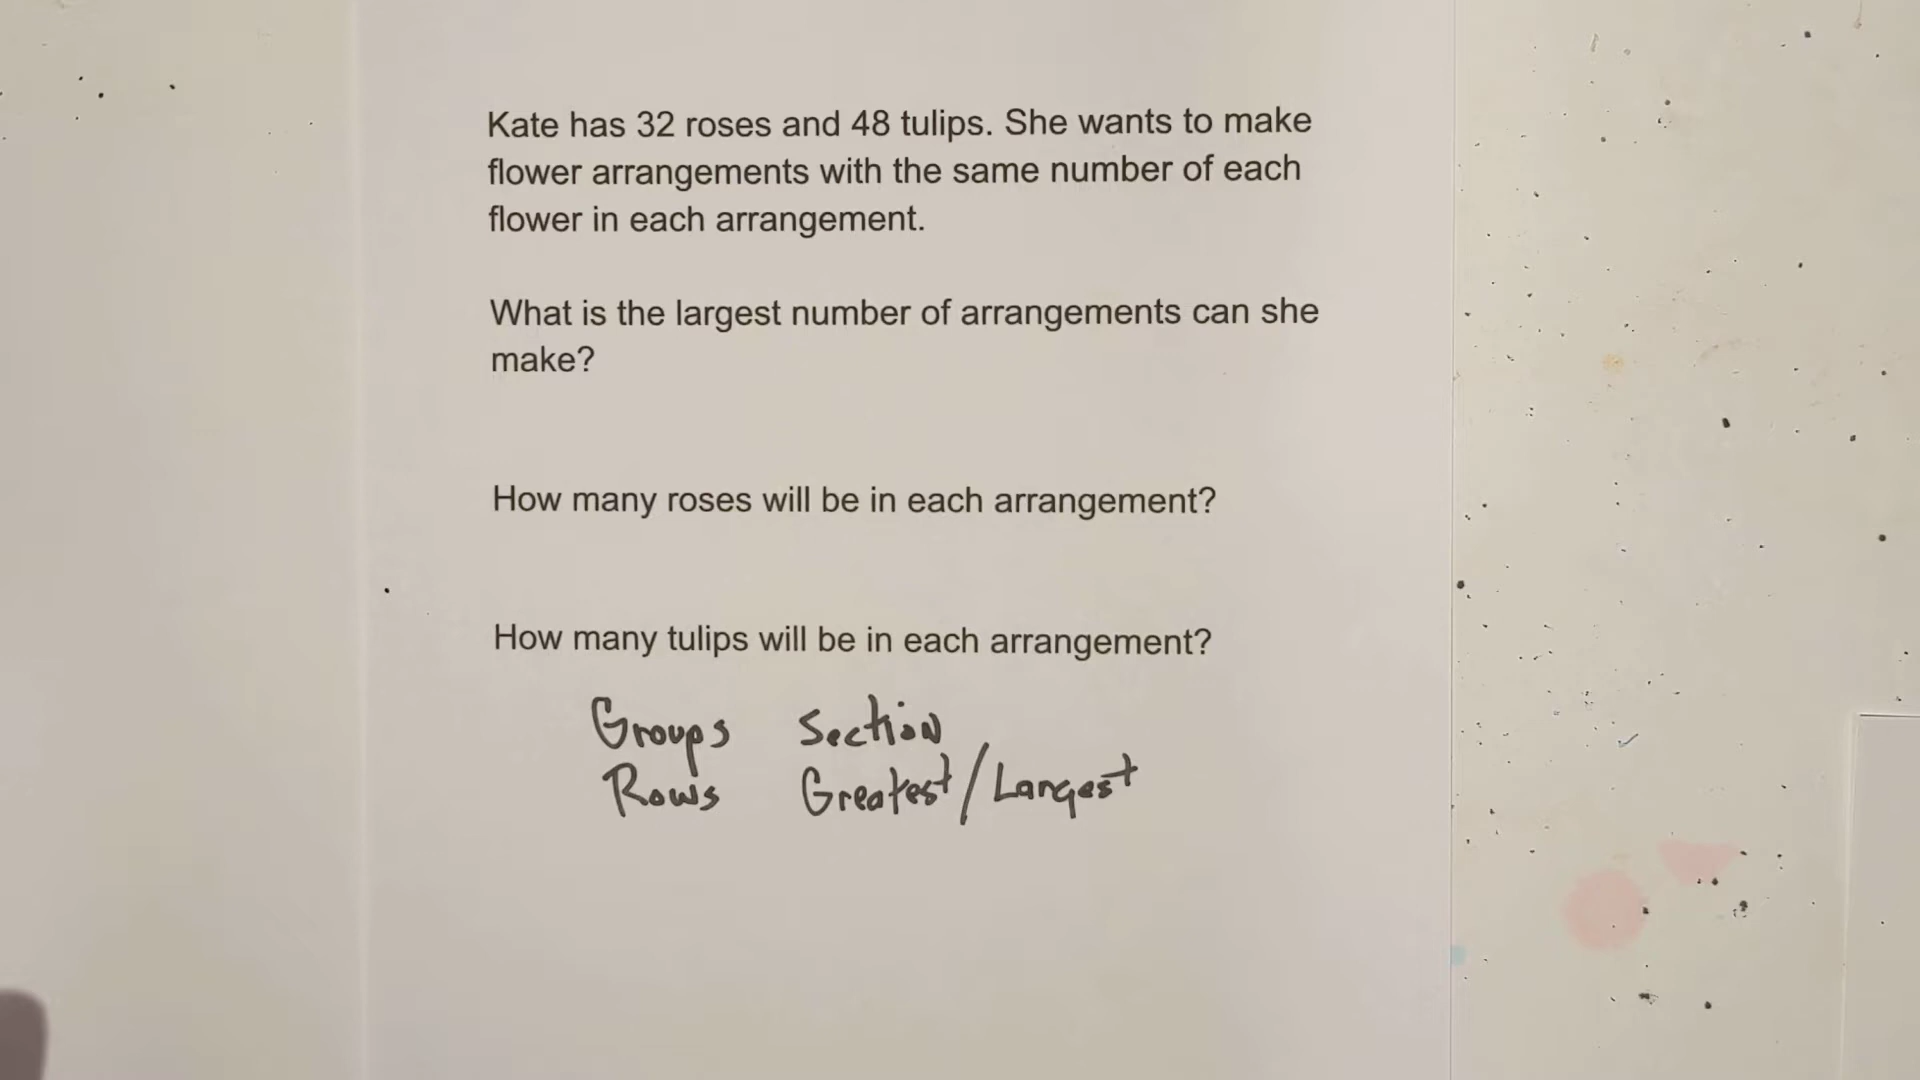 Kate has 32 roses and 48 tulips. She wants to make
flower arrangements with the same number of each
flower in each arrangement.
What is the largest number of arrangements can she
make?
How many roses will be in each arrangement?
How many tulips will be in each arrangement?
Groups Section
Rows Greatest/Largest